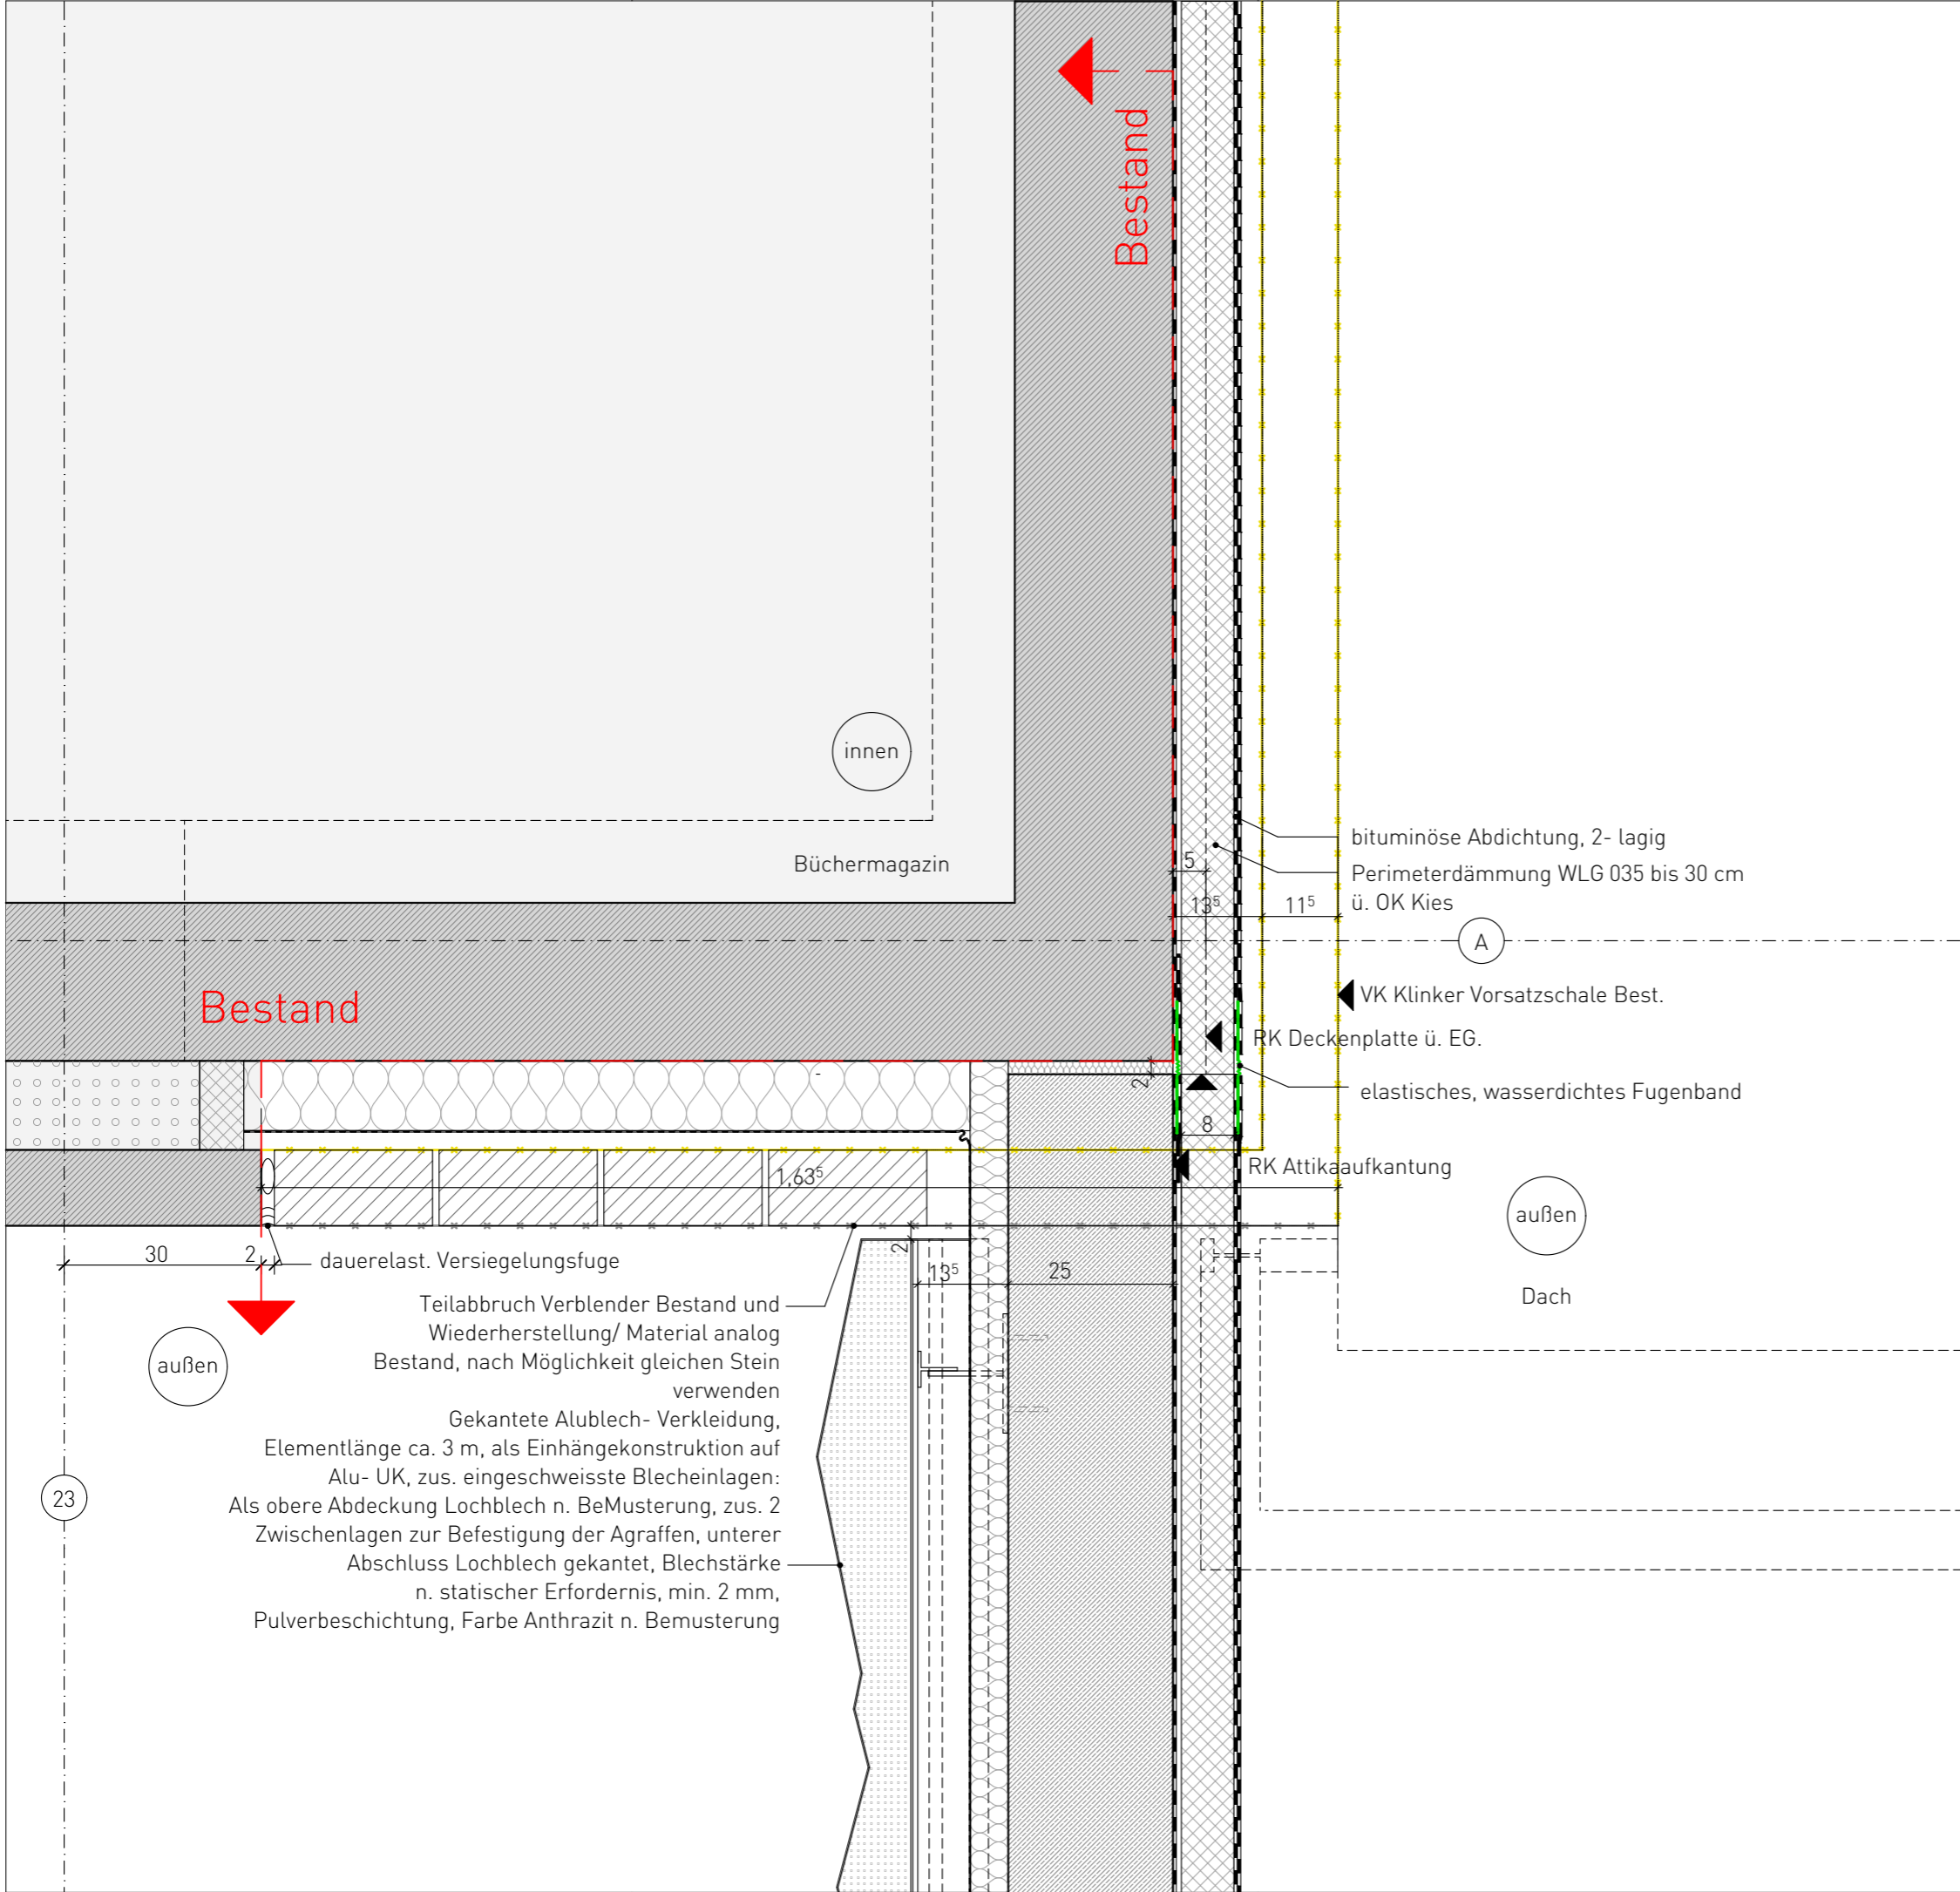 Bestand
innen
Büchermagazin
bituminöse Abdichtung, 2- lagig
Perimeterdämmung WLG 035 bis 30 cm
ü. OK Kies
5
13⁵
11⁵
A
Bestand
VK Klinker Vorsatzschale Best.
RK Deckenplatte ü. EG.
elastisches, wasserdichtes Fugenband
2
8
RK Attikaaufkantung
1,63⁵
außen
Dach
30
2
dauerelast. Versiegelungsfuge
2
13⁵
25
außen
Teilabbruch Verblender Bestand und
Wiederherstellung/ Material analog
Bestand, nach Möglichkeit gleichen Stein
verwenden
Gekantete Alublech- Verkleidung,
Elementlänge ca. 3 m, als Einhängekonstruktion auf
Alu- UK, zus. eingeschweisste Blecheinlagen:
Als obere Abdeckung Lochblech n. BeMusterung, zus. 2
Zwischenlagen zur Befestigung der Agraffen, unterer
Abschluss Lochblech gekantet, Blechstärke
n. statischer Erfordernis, min. 2 mm,
Pulverbeschichtung, Farbe Anthrazit n. Bemusterung
23